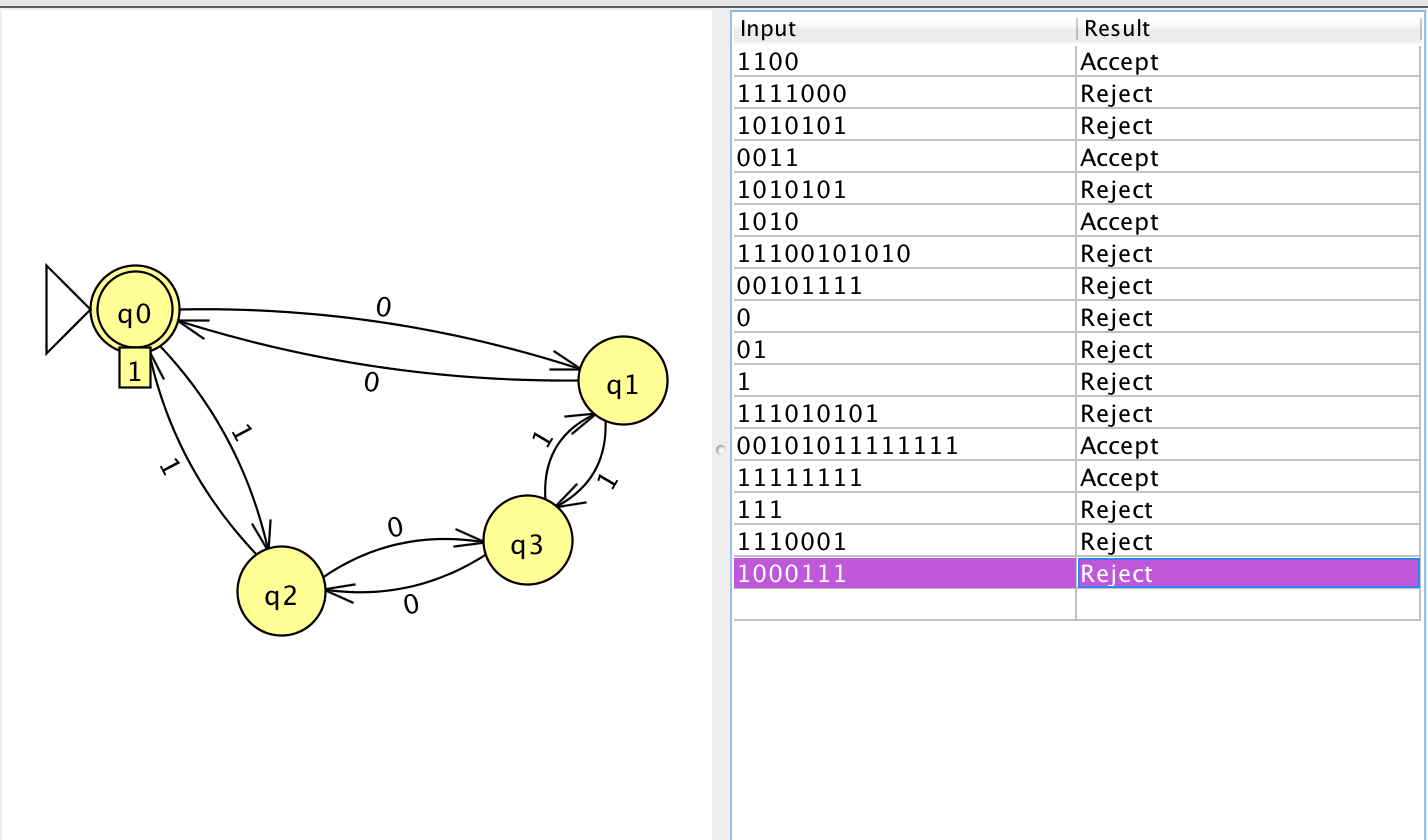 q0
1
0
0
q1
1
1
1
1
0
q3
q2
0
Input Result
1100 Accept
1111000 Reject
1010101 Reject
0011 Accept
1010101 Reject
1010 Accept
11100101010 Reject
00101111 Reject
0 Reject
01 Reject
1 Reject
111010101 Reject
00101011111111 Accept
11111111 Accept
111 Reject
1110001 Reject
1000111 Reject